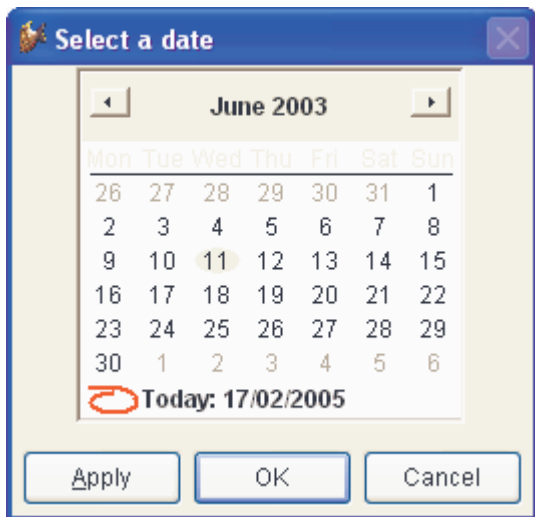 Select a date
June 2003
Mon Tue Wed Thu Fri Sat Sun
26 27 28 29 30 31 1
2 3 4 5 6 7 8
9 10 11 12 13 14 15
16 17 18 19 20 21 22
23 24 25 26 27 28 29
30 1 2 3 4 5 6
Today: 17/02/2005
Apply OK Cancel